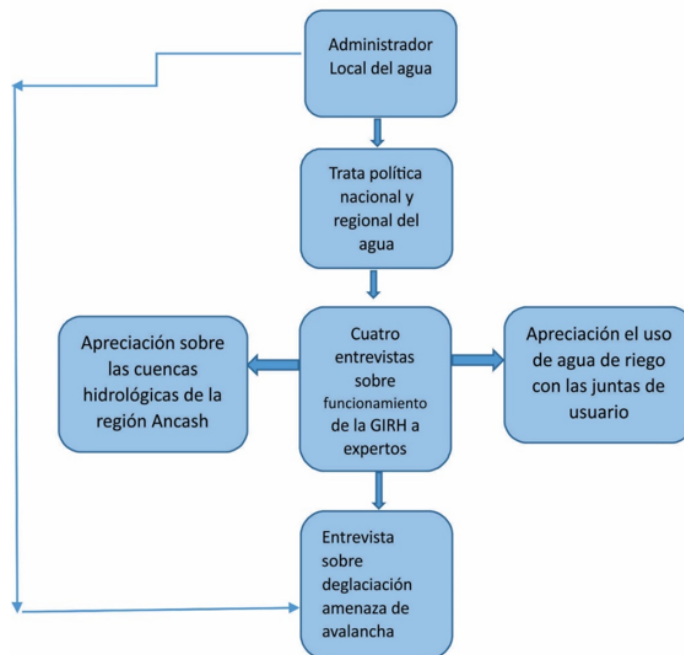 Administrador
Local del agua
Trata política
nacional y
regional del
agua
Apreciación sobre
las cuencas
hidrológicas de la
región Ancash
Cuatro
entrevistas
sobre
funcionamiento
de la GIRH a
expertos
Apreciación el uso
de agua de riego
con las juntas de
usuario
Entrevista
sobre
deglaciación
amenaza de
avalancha